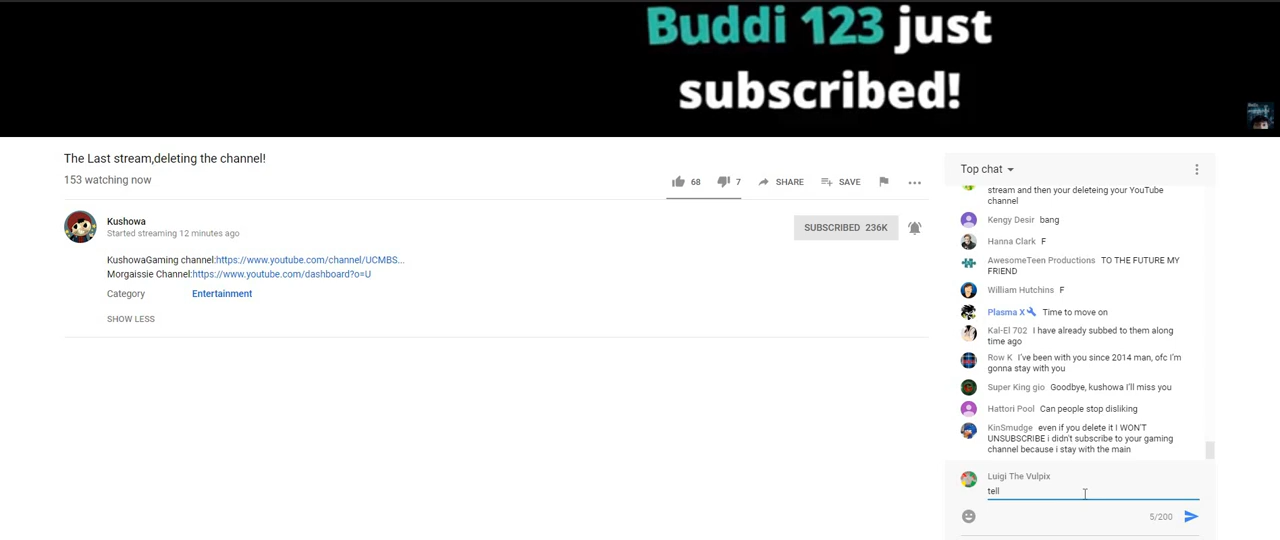 Buddi 123 just
subscribed!
The Last stream,deleting the channel!
153 watching now
68
7
SHARE
SAVE
Kushowa
Started streaming 12 minutes ago
SUBSCRIBED 236K
KushowaGaming channel:https://www.youtube.com/channel/UCMBS...
Morgaissie Channel:https://www.youtube.com/dashboard?o=U
Category Entertainment
SHOW LESS
Top chat
stream and then your deleteing your YouTube
channel
Kengy Desir bang
Hanna Clark F
AwesomeTeen Productions TO THE FUTURE MY
FRIEND
William Hutchins F
Plasma X Time to move on
Kal-El 702 I have already subbed to them along
time ago
Row K I've been with you since 2014 man, ofc I'm
gonna stay with you
Super King gio Goodbye, kushowa I'll miss you
Hattori Pool Can people stop disliking
KinSmudge even if you delete it I WON'T
UNSUBSCRIBE i didn't subscribe to your gaming
channel because i stay with the main
Luigi The Vulpix
tell
5/200